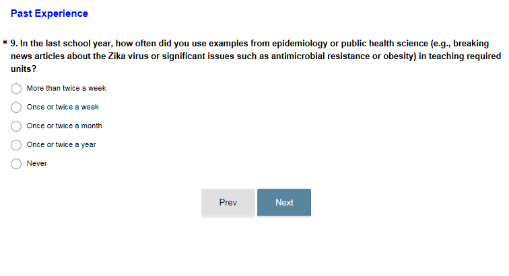 Past Experience
* 9. In the last school year, how often did you use examples from epidemiology or public health science (e.g., breaking
news articles about the Zika virus or significant issues such as antimicrobial resistance or obesity) in teaching required
units?
More than twice a week
Once or twice a week
Once or twice a month
Once or twice a year
Never
Prev
Next